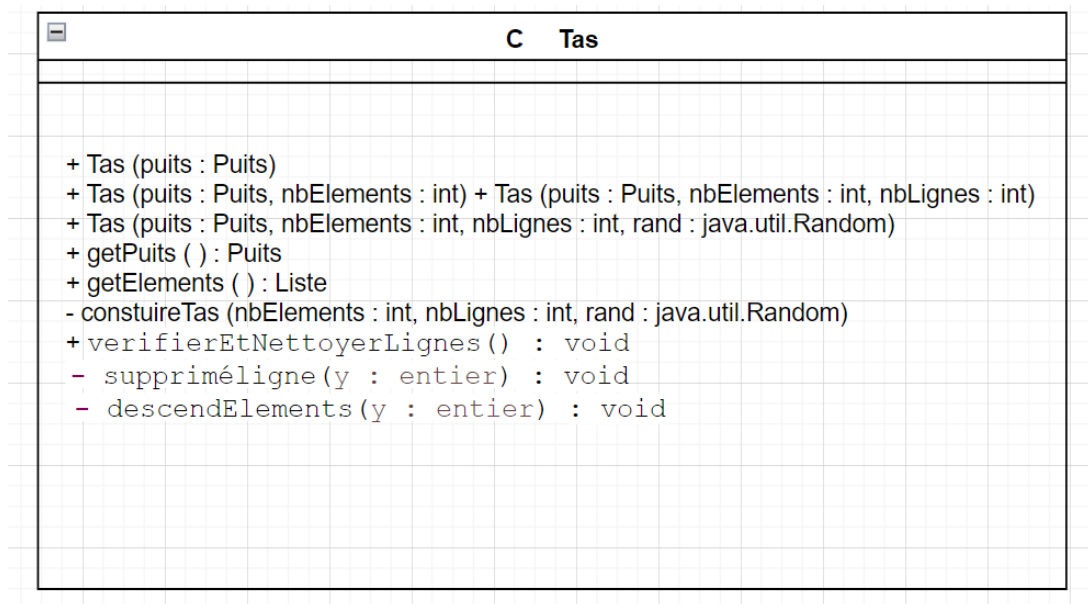 C Tas
+ Tas (puits : Puits)
+ Tas (puits : Puits, nbElements : int) + Tas (puits : Puits, nbElements : int, nbLignes : int)
+ Tas (puits : Puits, nbElements : int, nbLignes : int, rand : java.util.Random)
+ getPuits ( ) : Puits
+ getElements ( ) : Liste
- constuireTas (nbElements : int, nbLignes : int, rand : java.util.Random)
+ verifierEtNettoyerLignes() : void
- suppriméligne(y : entier) : void
- descendElements(y : entier) : void